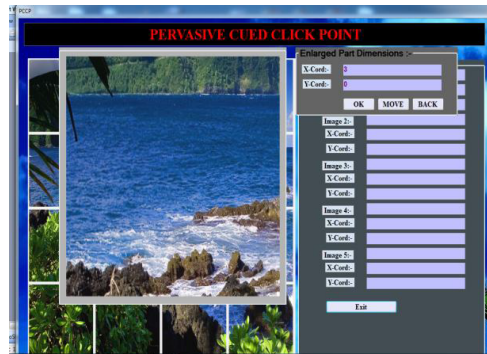 PCCP
PERVASIVE CUED CLICK POINT
Enlarged Part Dimensions :-
X-Cord:- 3
Y-Cord:- 0
OK MOVE BACK
Image 2:-
X-Cord:-
Y-Cord:-
Image 3:-
X-Cord:-
Y-Cord:-
Image 4:-
X-Cord:-
Y-Cord:-
Image 5:-
X-Cord:-
Y-Cord:-
Exit